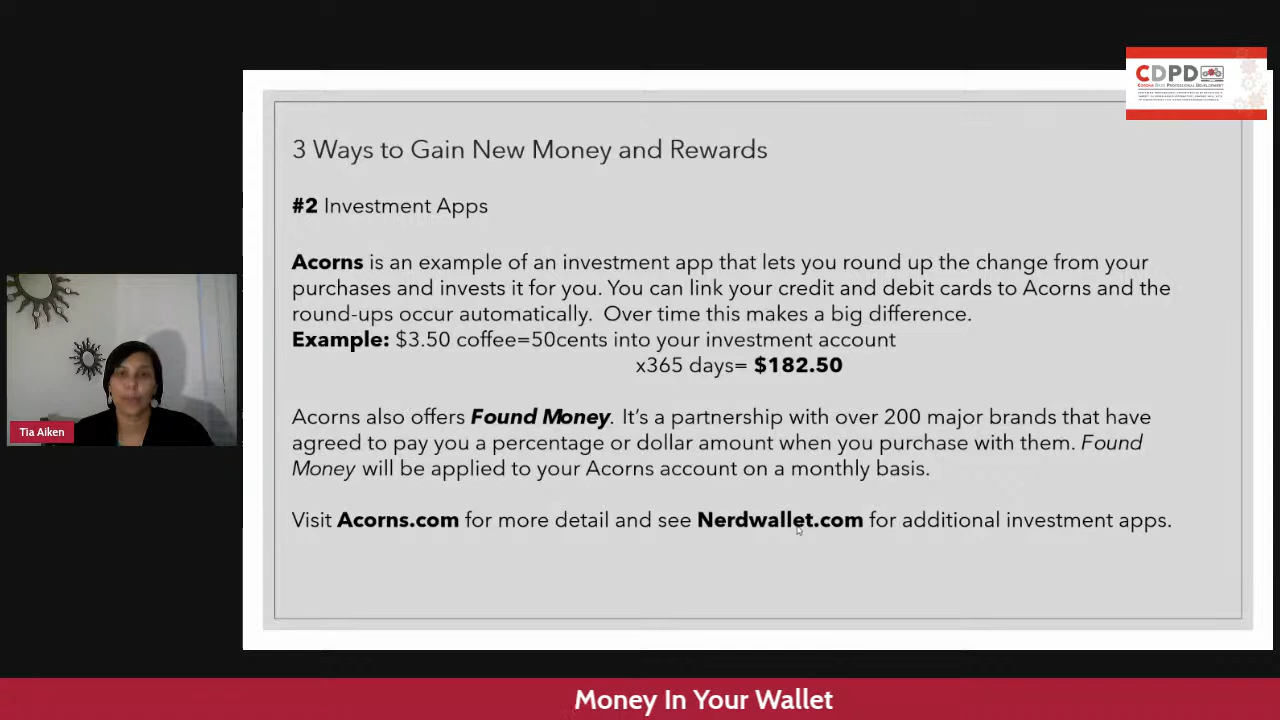 CDPD
CORONA DAZE PROFESSIONAL DEVELOPMENT
3 Ways to Gain New Money and Rewards
#2 Investment Apps
Acorns is an example of an investment app that lets you round up the change from your
purchases and invests it for you. You can link your credit and debit cards to Acorns and the
round-ups occur automatically.  Over time this makes a big difference.
Example: $3.50 coffee=50cents into your investment account
x365 days= $182.50
Acorns also offers Found Money. It's a partnership with over 200 major brands that have
agreed to pay you a percentage or dollar amount when you purchase with them. Found
Money will be applied to your Acorns account on a monthly basis.
Visit Acorns.com for more detail and see Nerdwallet.com for additional investment apps.
Tia Aiken
Money In Your Wallet